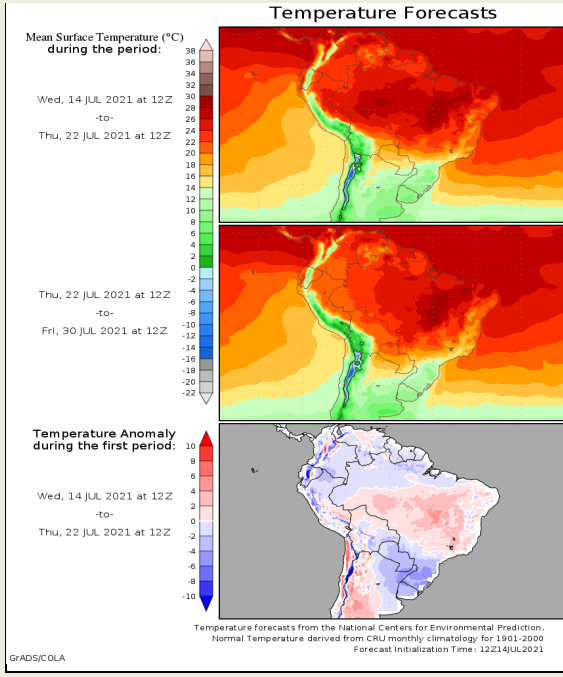 Temperature Forecasts
Mean Surface Temperature (°C)
during the period:
Wed, 14 JUL 2021 at 12Z
-to-
Thu, 22 JUL 2021 at 12Z
38
36
34
32
30
28
26
24
22
20
18
16
14
12
10
8
6
4
2
0
-2
-4
-6
-8
-10
-12
-14
-16
-18
-20
-22
Thu, 22 JUL 2021 at 12Z
-to-
Fri, 30 JUL 2021 at 12Z
Temperature Anomaly
during the first period:
Wed, 14 JUL 2021 at 12Z
-to-
Thu, 22 JUL 2021 at 12Z
10
8
6
4
2
0
-2
-4
-6
-8
-10
Temperature forecasts from the National Centers for Environmental Prediction.
Normal Temperature derived from CRU monthly climatology for 1901-2000
Forecast Initialization Time: 12Z14JUL2021
GrADS/COLA